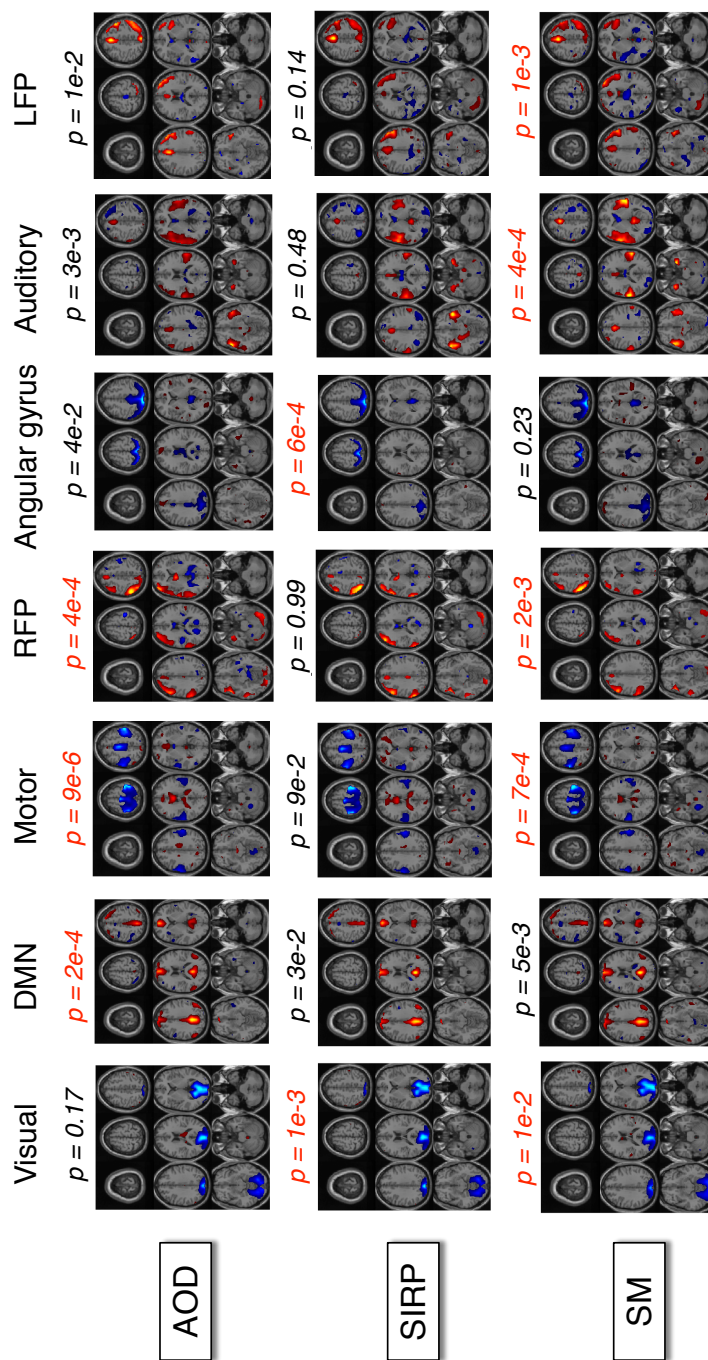 Visual DMN Motor RFP Angular gyrus Auditory LFP
p = 0.17 p = 2e-4 p = 9e-6 p = 4e-4 p = 4e-2 p = 3e-3 p = 1e-2
AOD
p = 1e-3 p = 3e-2 p = 9e-2 p = 0.99 p = 6e-4 p = 0.48 p = 0.14
SIRP
p = 1e-2 p = 5e-3 p = 7e-4 p = 2e-3 p = 0.23 p = 4e-4 p = 1e-3
SM